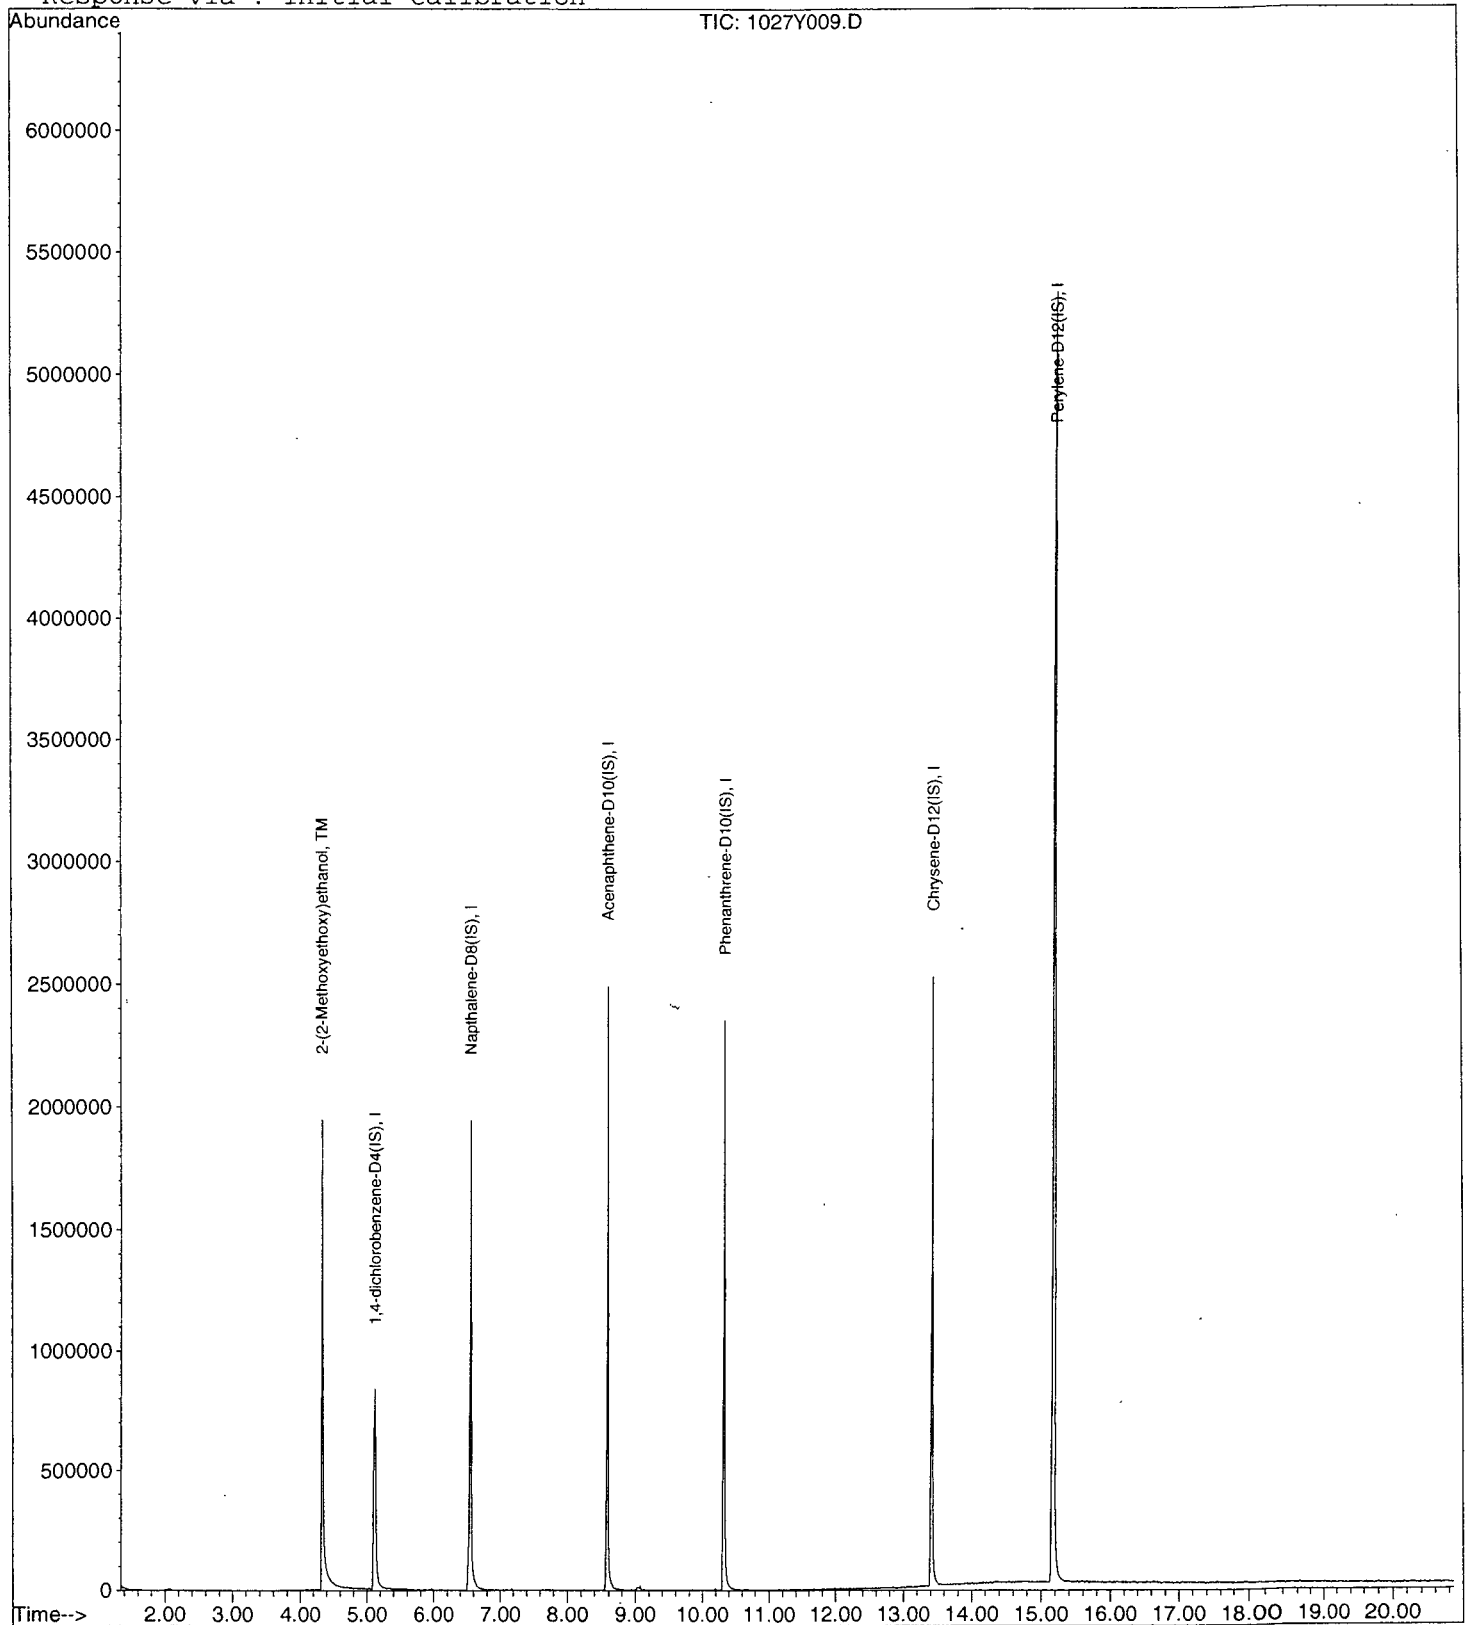 Response via : Initial Calibration
Abundance
TIC: 1027Y009.D
6000000
5500000
5000000
4500000
4000000
3500000
3000000
2500000
2000000
1500000
1000000
500000
0
2-(2-Methoxyethoxy)ethanol, TM
1,4-dichlorobenzene-D4(IS), I
Napthalene-D8(IS), I
Acenaphthene-D10(IS), I
Phenanthrene-D10(IS), I
Chrysene-D12(IS), I
Perylene-D12(IS), I
Time-->
2.00 3.00 4.00 5.00 6.00 7.00 8.00 9.00 10.00 11.00 12.00 13.00 14.00 15.00 16.00 17.00 18.00 19.00 20.00